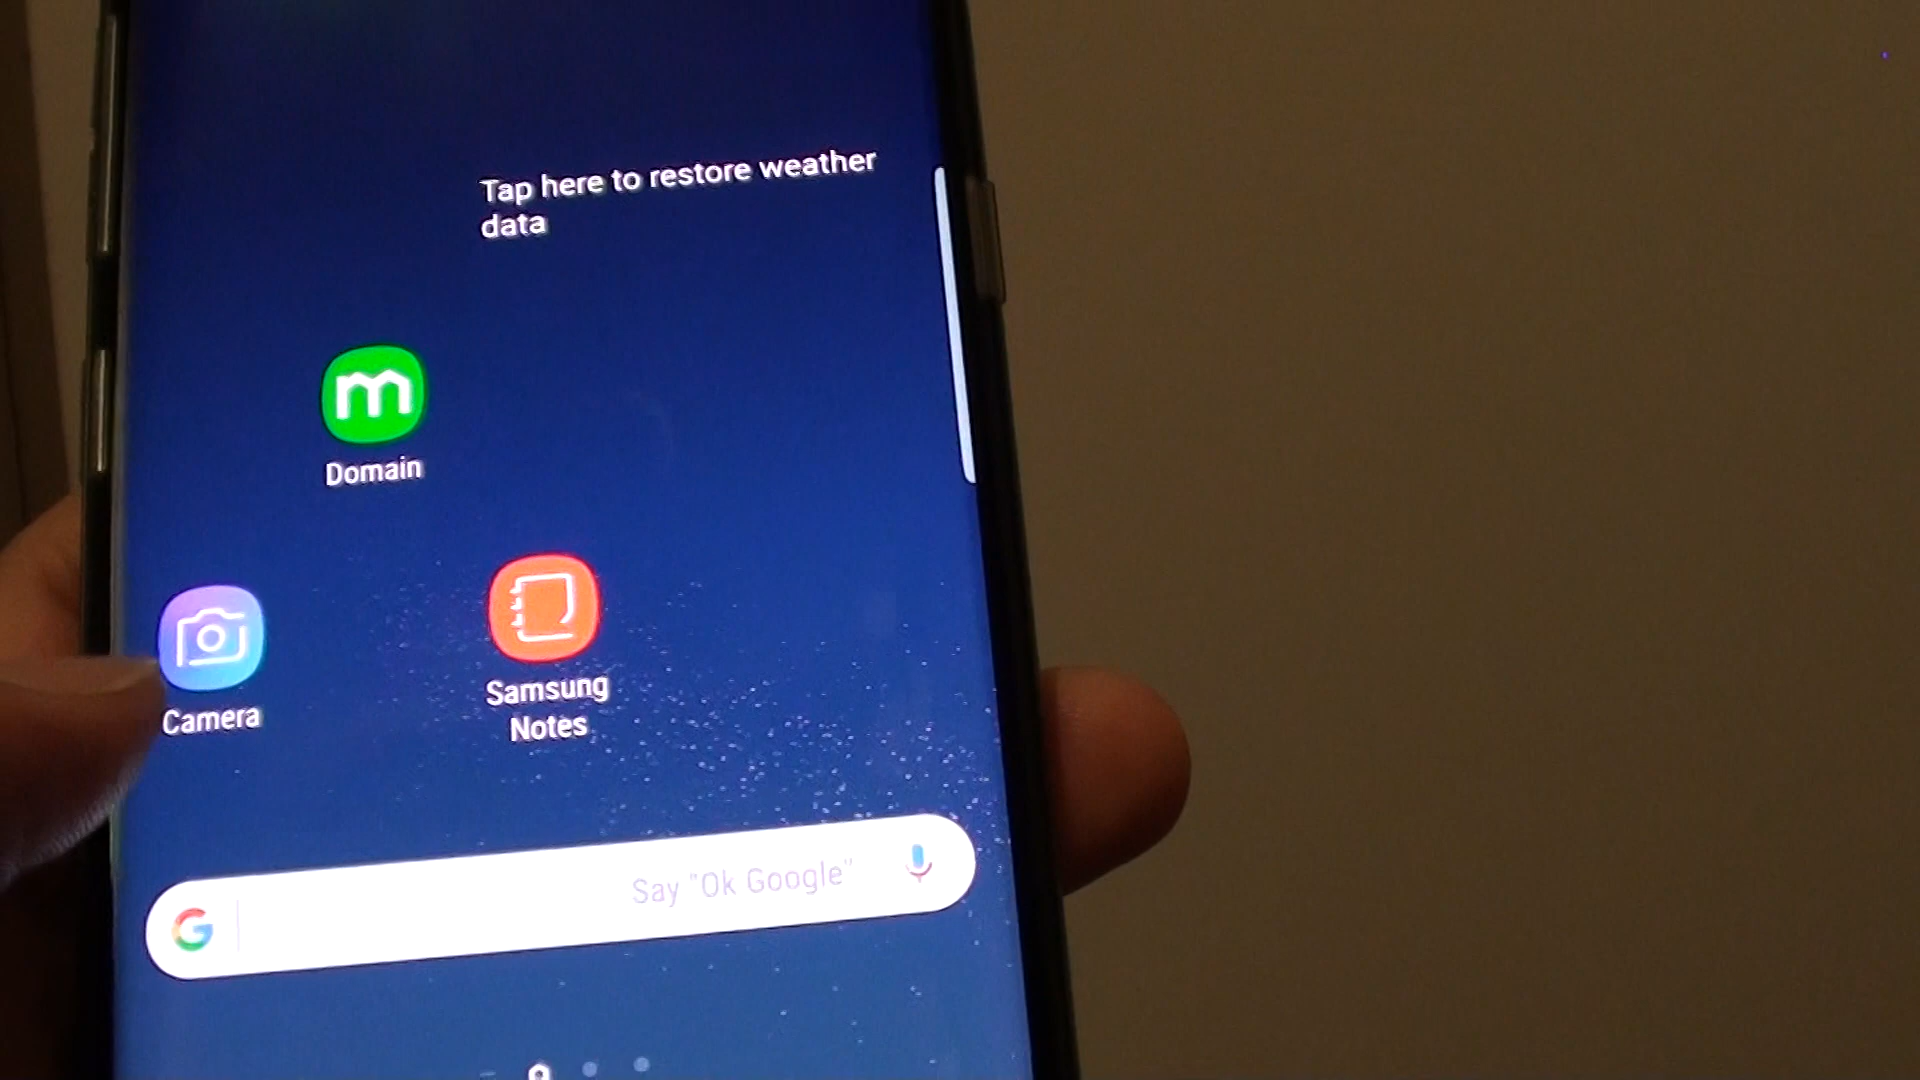 Tap here to restore weather
data
Domain
Camera
Samsung
Notes
Say "Ok Google"